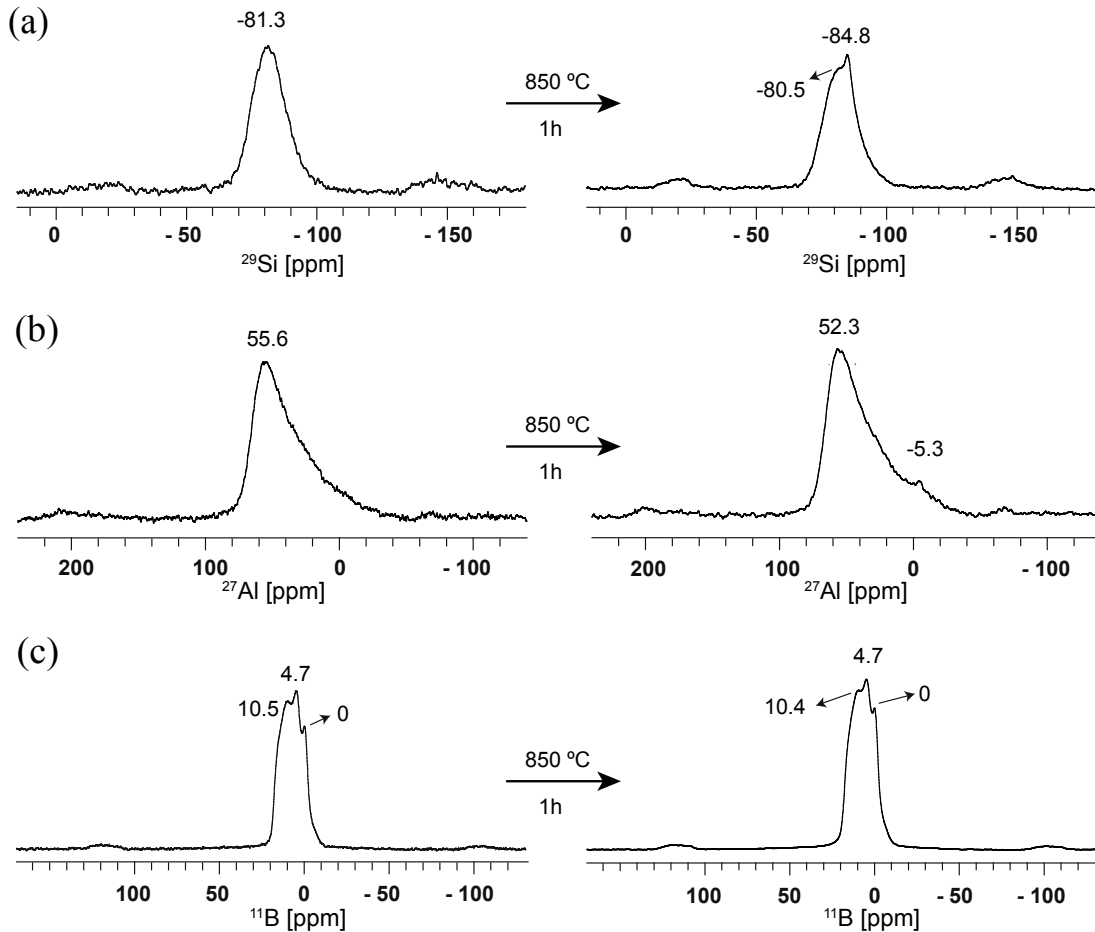 (a)
-81.3
850 ºC
1h
-84.8
-80.5
0 - 50 - 100 - 150
²⁹Si [ppm]
0 - 50 - 100 - 150
²⁹Si [ppm]
(b)
55.6
850 ºC
1h
52.3
-5.3
200 100 0 - 100
²⁷Al [ppm]
200 100 0 - 100
²⁷Al [ppm]
(c)
4.7
10.5
0
850 ºC
1h
4.7
10.4
0
100 50 0 - 50 - 100
¹¹B [ppm]
100 50 0 - 50 - 100
¹¹B [ppm]